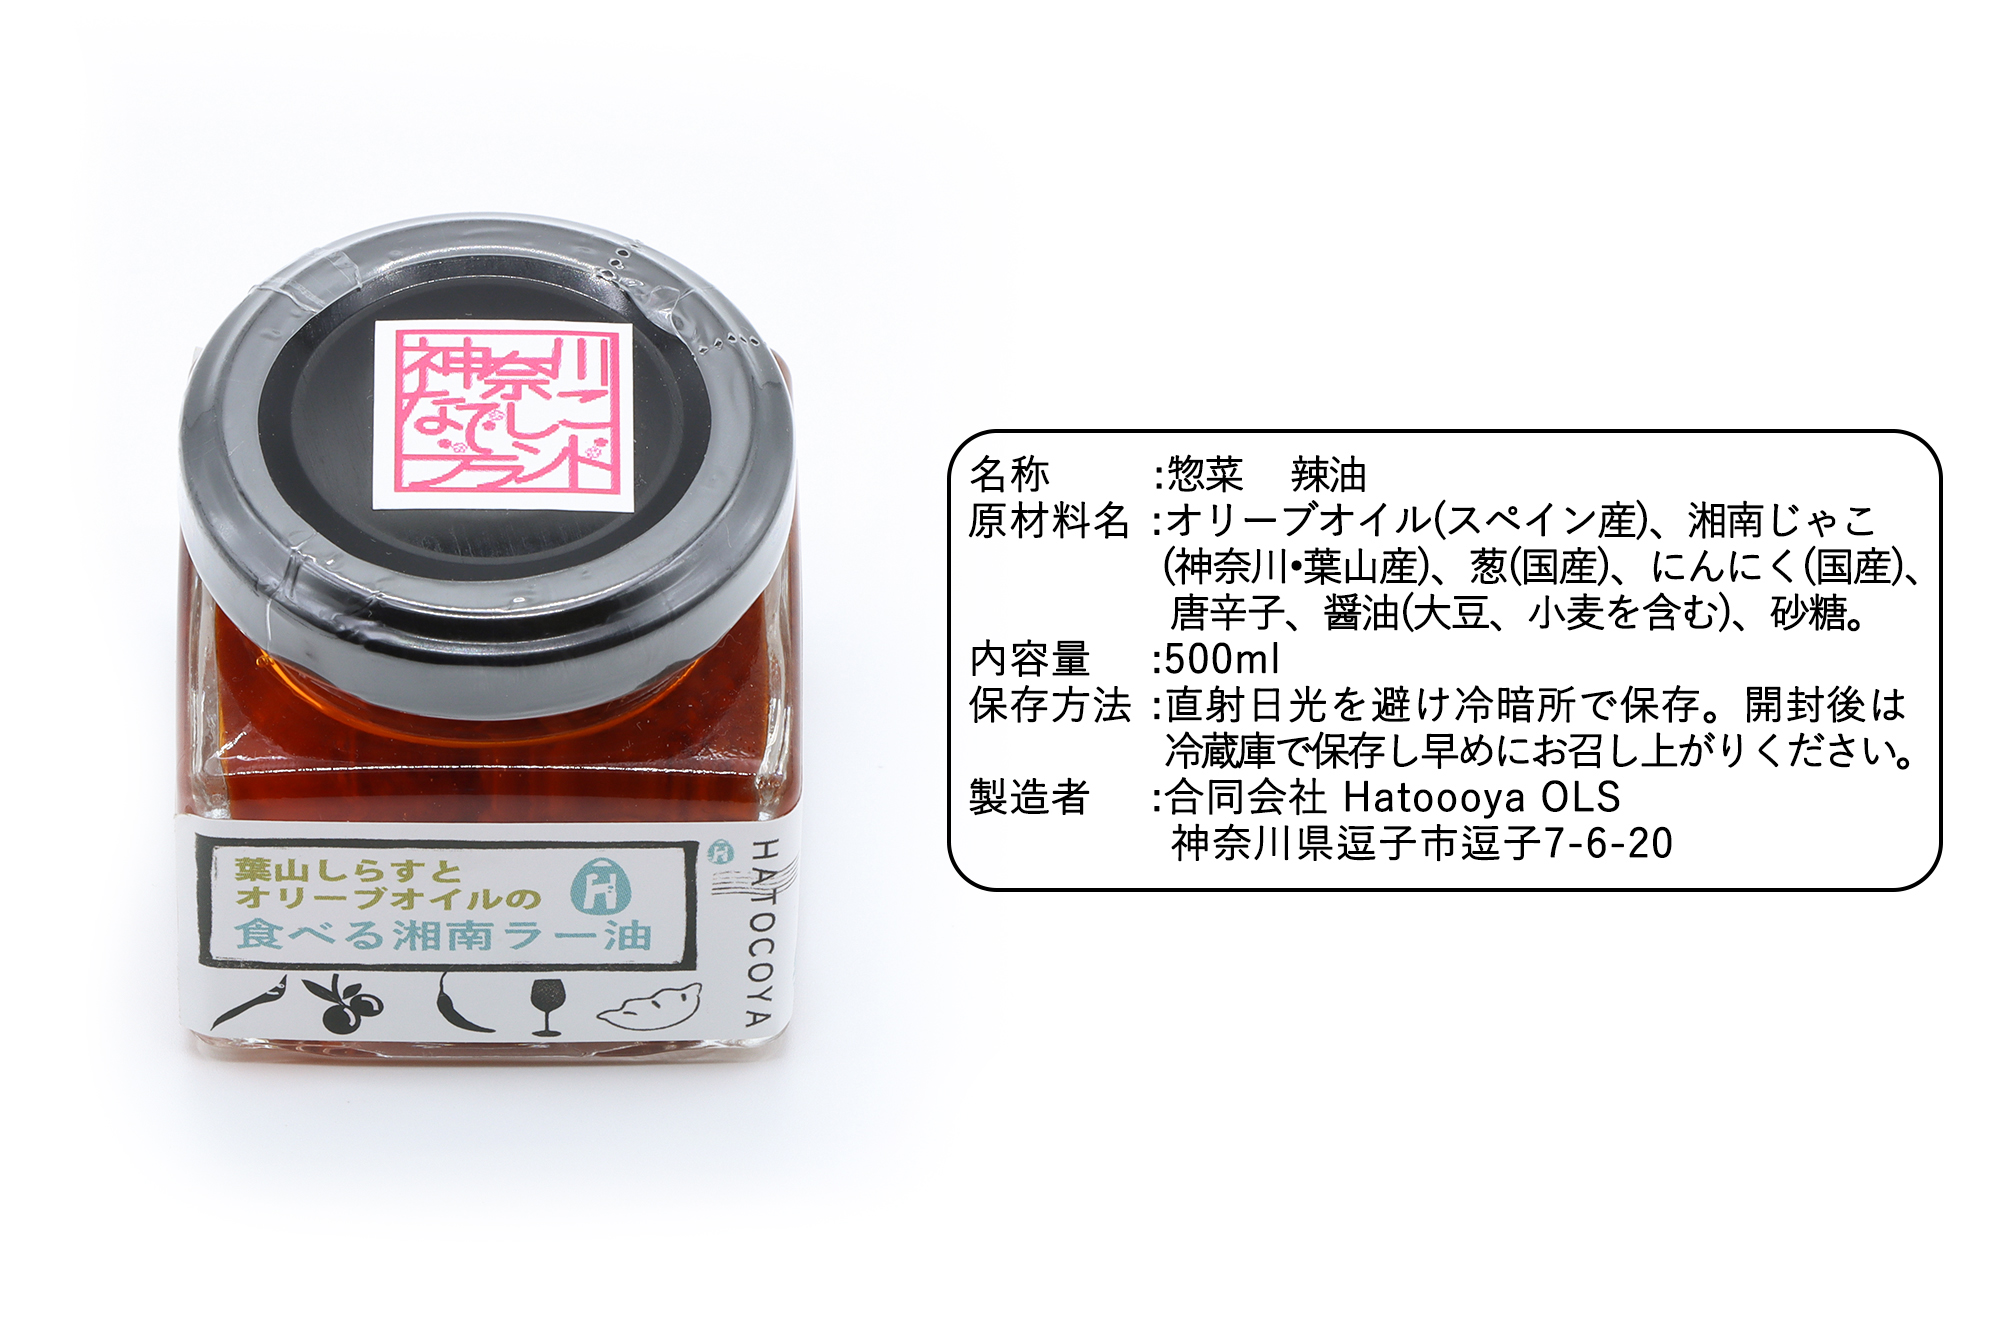 神奈川
なでしこ
ブランド
葉山しらすと
オリーブオイルの
食べる湘南ラー油
H
H
HATOCOYA
名称 :惣菜 辣油
原材料名 :オリーブオイル(スペイン産)、湘南じゃこ
(神奈川・葉山産)、葱(国産)、にんにく(国産)、
唐辛子、醤油(大豆、小麦を含む)、砂糖。
内容量 :500ml
保存方法 :直射日光を避け冷暗所で保存。開封後は
冷蔵庫で保存し早めにお召し上がりください。
製造者 :合同会社 Hatoooya OLS
神奈川県逗子市逗子7-6-20